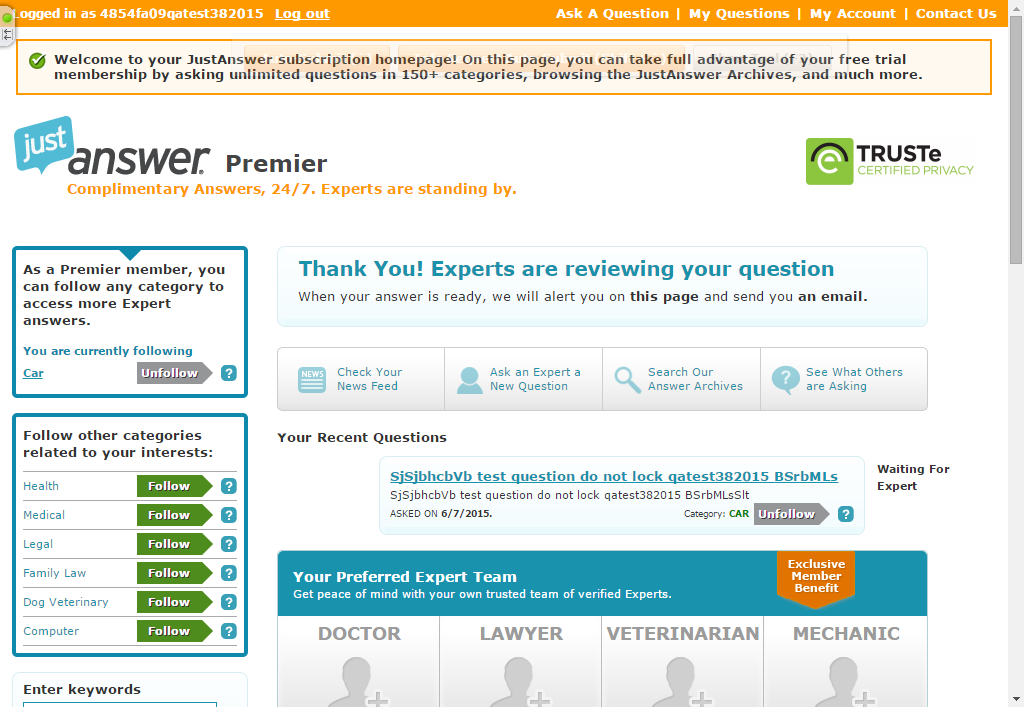 Logged in as 4854fa09qatest382015 Log out
Ask A Question | My Questions | My Account | Contact Us
Welcome to your JustAnswer subscription homepage! On this page, you can take full advantage of your free trial
membership by asking unlimited questions in 150+ categories, browsing the JustAnswer Archives, and much more.
just answer. Premier
Complimentary Answers, 24/7. Experts are standing by.
TRUSTe
CERTIFIED PRIVACY
As a Premier member, you
can follow any category to
access more Expert
answers.
You are currently following
Car Unfollow ?
Follow other categories
related to your interests:
Health Follow ?
Medical Follow ?
Legal Follow ?
Family Law Follow ?
Dog Veterinary Follow ?
Computer Follow ?
Enter keywords
Thank You! Experts are reviewing your question
When your answer is ready, we will alert you on this page and send you an email.
NEWS Check Your
News Feed
Ask an Expert a
New Question
Search Our
Answer Archives
? See What Others
are Asking
Your Recent Questions
SjSjbhcbVb test question do not lock qatest382015 BSrbMLs
SjSjbhcbVb test question do not lock qatest382015 BSrbMLsSlt
ASKED ON 6/7/2015. Category: CAR Unfollow ?
Waiting For
Expert
Your Preferred Expert Team
Get peace of mind with your own trusted team of verified Experts.
Exclusive
Member
Benefit
DOCTOR LAWYER VETERINARIAN MECHANIC